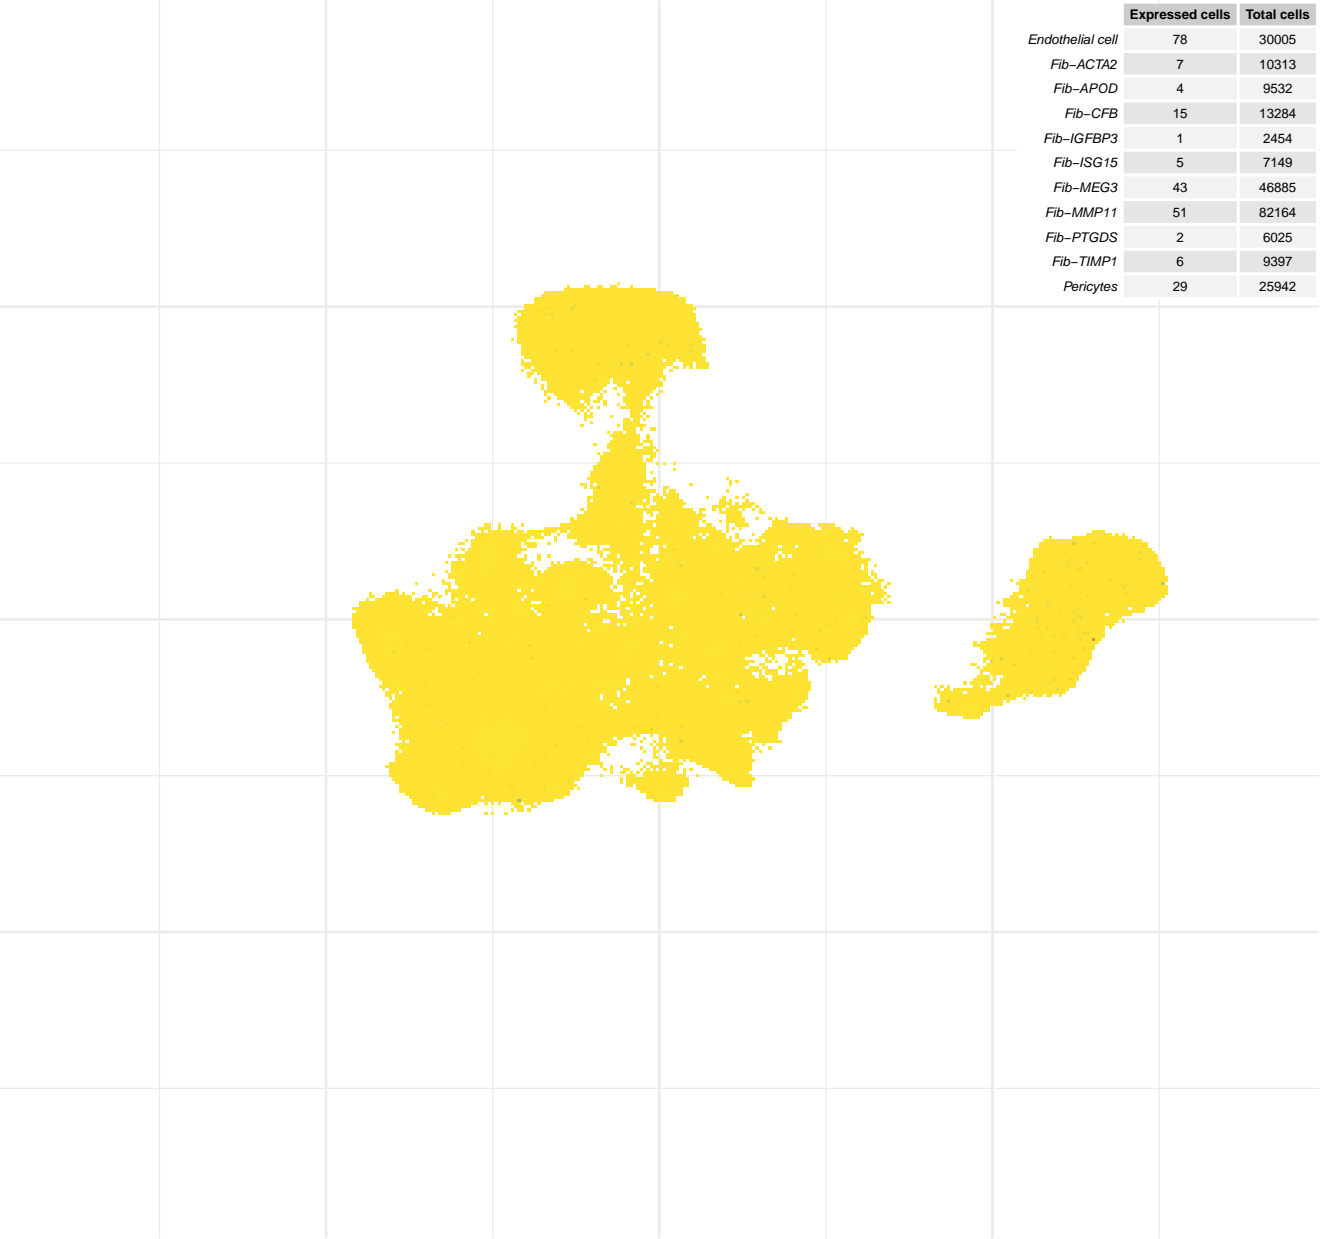 Expressed cells Total cells
Endothelial cell 78 30005
Fib−ACTA2 7 10313
Fib−APOD 4 9532
Fib−CFB 15 13284
Fib−IGFBP3 1 2454
Fib−ISG15 5 7149
Fib−MEG3 43 46885
Fib−MMP11 51 82164
Fib−PTGDS 2 6025
Fib−TIMP1 6 9397
Pericytes 29 25942